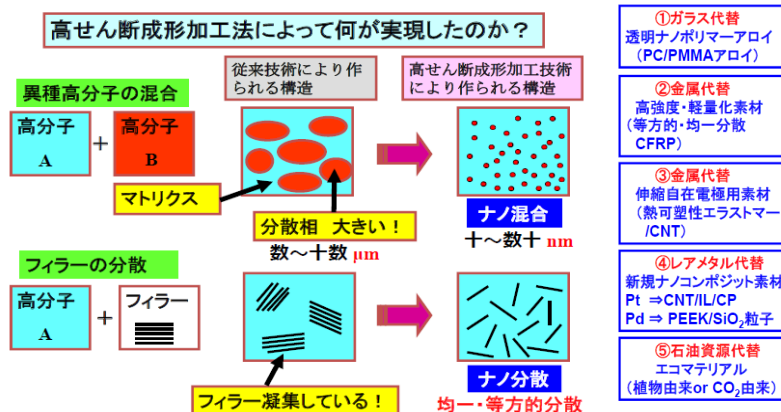 高せん断成形加工法によって何が実現したのか？
従来技術により作
られる構造
高せん断成形加工技術
により作られる構造
異種高分子の混合
高分子
A
+
高分子
B
マトリクス
分散相 大きい！
数～十数 μm
ナノ混合
十～数十 nm
フィラーの分散
高分子
A
+
フィラー
フィラー凝集している！
ナノ分散
均一・等方的分散
①ガラス代替
透明ナノポリマーアロイ
（PC/PMMAアロイ）
②金属代替
高強度・軽量化素材
（等方的・均一分散
CFRP）
③金属代替
伸縮自在電極用素材
（熱可塑性エラストマー
/CNT）
④レアメタル代替
新規ナノコンポジット素材
Pt ⇒CNT/IL/CP
Pd ⇒ PEEK/SiO₂粒子
⑤石油資源代替
エコマテリアル
（植物由来or CO₂由来）